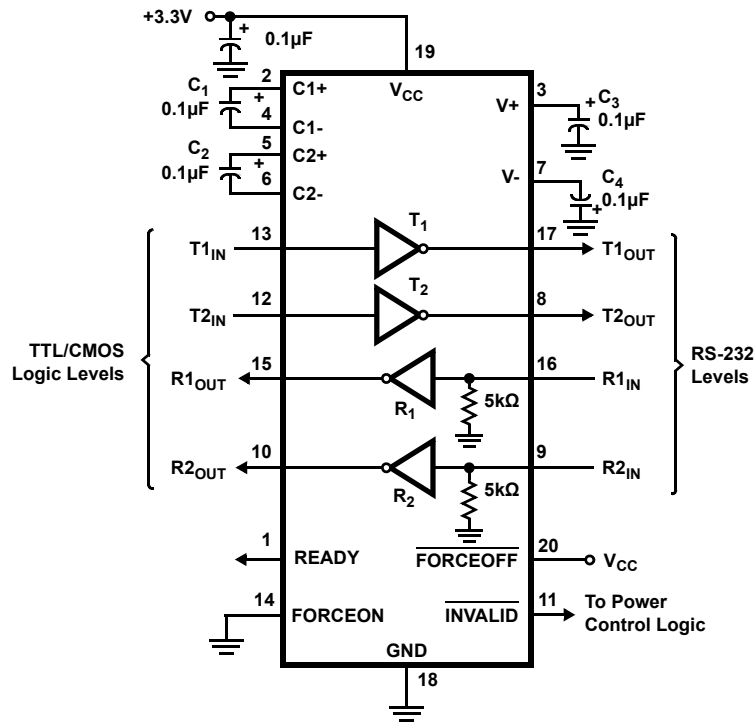 +3.3V
+
0.1µF
19
2
C1+
VCC
C1
0.1µF
+
4
C1-
3
V+
+
C3
0.1µF
5
C2+
C2
0.1µF
+
6
C2-
7
V-
C4
0.1µF
+
T1
13
17
T1IN
T1OUT
T2
12
8
T2IN
T2OUT
TTL/CMOS
Logic Levels
RS-232
Levels
15
16
R1OUT
R1IN
R1
5kΩ
10
9
R2OUT
R2IN
R2
5kΩ
1
READY
FORCEOFF
20
VCC
14
FORCEON
INVALID
11
To Power
Control Logic
GND
18